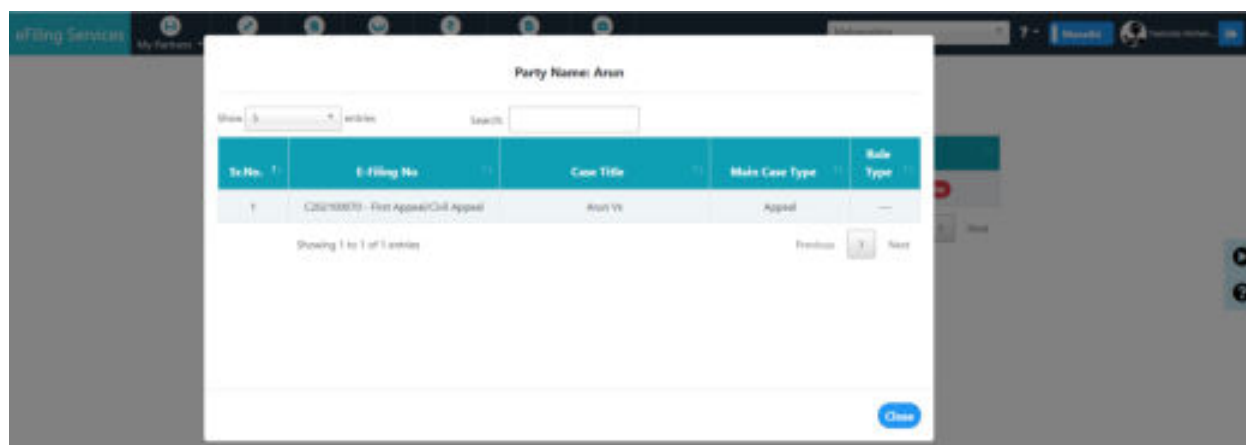 eFiling Services
My Partners
?
Party Name: Arun
Show 5 entries Search:
Sr.No. E-Filing No Case Title Main Case Type Role Type
1 - First Appeal/Civil Appeal Arun Vs Appeal ---
Showing 1 to 1 of 1 entries Previous 1 Next
Next
Close